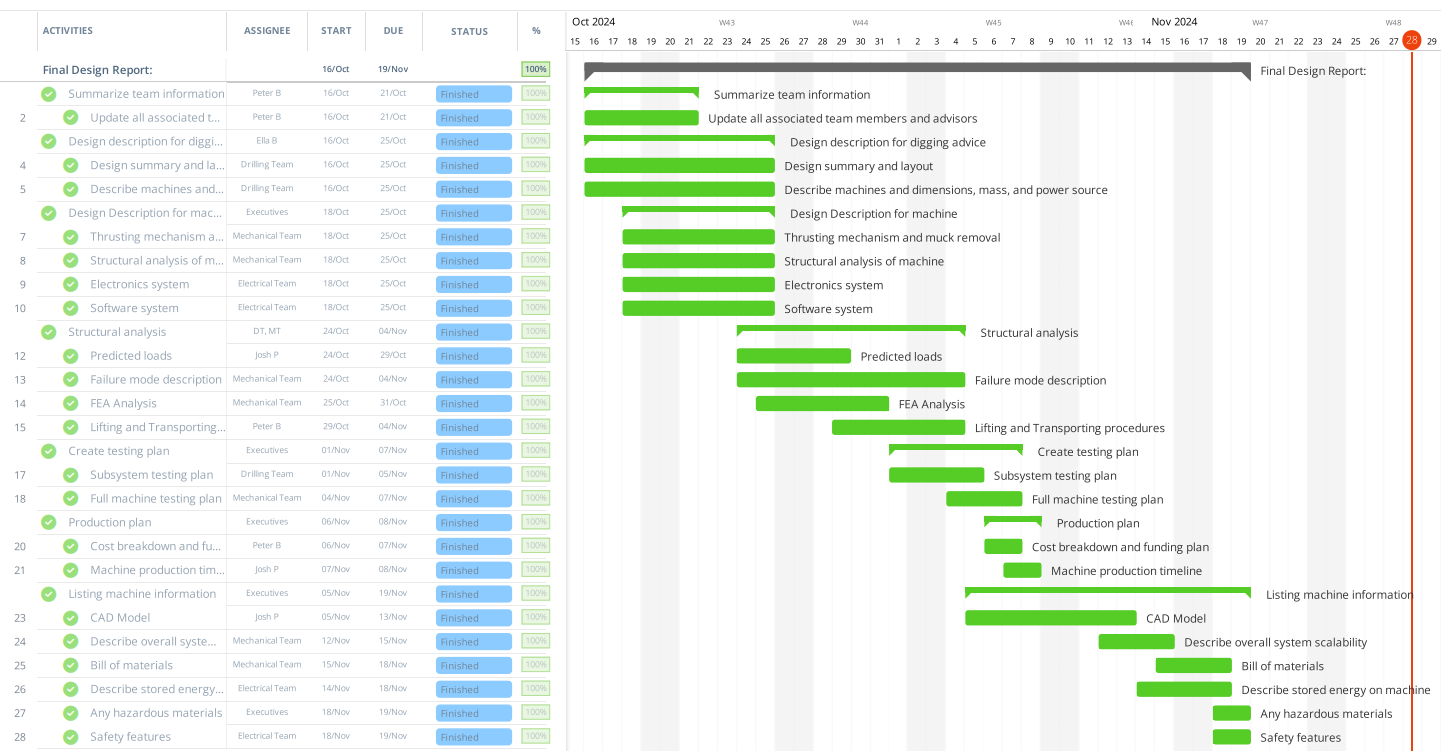 Oct 2024 W43 W44 W45 W46 Nov 2024 W47 W48
ACTIVITIES ASSIGNEE START DUE STATUS %
15 16 17 18 19 20 21 22 23 24 25 26 27 28 29 30 31 1 2 3 4 5 6 7 8 9 10 11 12 13 14 15 16 17 18 19 20 21 22 23 24 25 26 27 28 29
Final Design Report: 16/Oct 19/Nov 100% Final Design Report:
Summarize team information Peter B 16/Oct 21/Oct Finished 100% Summarize team information
2 Update all associated t... Peter B 16/Oct 21/Oct Finished 100% Update all associated team members and advisors
Design description for diggi... Ella B 16/Oct 25/Oct Finished 100% Design description for digging advice
4 Design summary and la... Drilling Team 16/Oct 25/Oct Finished 100% Design summary and layout
5 Describe machines and... Drilling Team 16/Oct 25/Oct Finished 100% Describe machines and dimensions, mass, and power source
Design Description for mac... Executives 18/Oct 25/Oct Finished 100% Design Description for machine
7 Thrusting mechanism a... Mechanical Team 18/Oct 25/Oct Finished 100% Thrusting mechanism and muck removal
8 Structural analysis of m... Mechanical Team 18/Oct 25/Oct Finished 100% Structural analysis of machine
9 Electronics system Electrical Team 18/Oct 25/Oct Finished 100% Electronics system
10 Software system Electrical Team 18/Oct 25/Oct Finished 100% Software system
Structural analysis DT, MT 24/Oct 04/Nov Finished 100% Structural analysis
12 Predicted loads Josh P 24/Oct 29/Oct Finished 100% Predicted loads
13 Failure mode description Mechanical Team 24/Oct 04/Nov Finished 100% Failure mode description
14 FEA Analysis Mechanical Team 25/Oct 31/Oct Finished 100% FEA Analysis
15 Lifting and Transporting... Peter B 29/Oct 04/Nov Finished 100% Lifting and Transporting procedures
Create testing plan Executives 01/Nov 07/Nov Finished 100% Create testing plan
17 Subsystem testing plan Drilling Team 01/Nov 05/Nov Finished 100% Subsystem testing plan
18 Full machine testing plan Mechanical Team 04/Nov 07/Nov Finished 100% Full machine testing plan
Production plan Executives 06/Nov 08/Nov Finished 100% Production plan
20 Cost breakdown and fu... Peter B 06/Nov 07/Nov Finished 100% Cost breakdown and funding plan
21 Machine production tim... Josh P 07/Nov 08/Nov Finished 100% Machine production timeline
Listing machine information Executives 05/Nov 19/Nov Finished 100% Listing machine information
23 CAD Model Josh P 05/Nov 13/Nov Finished 100% CAD Model
24 Describe overall syste... Mechanical Team 12/Nov 15/Nov Finished 100% Describe overall system scalability
25 Bill of materials Mechanical Team 15/Nov 18/Nov Finished 100% Bill of materials
26 Describe stored energy... Electrical Team 14/Nov 18/Nov Finished 100% Describe stored energy on machine
27 Any hazardous materials Executives 18/Nov 19/Nov Finished 100% Any hazardous materials
28 Safety features Electrical Team 18/Nov 19/Nov Finished 100% Safety features